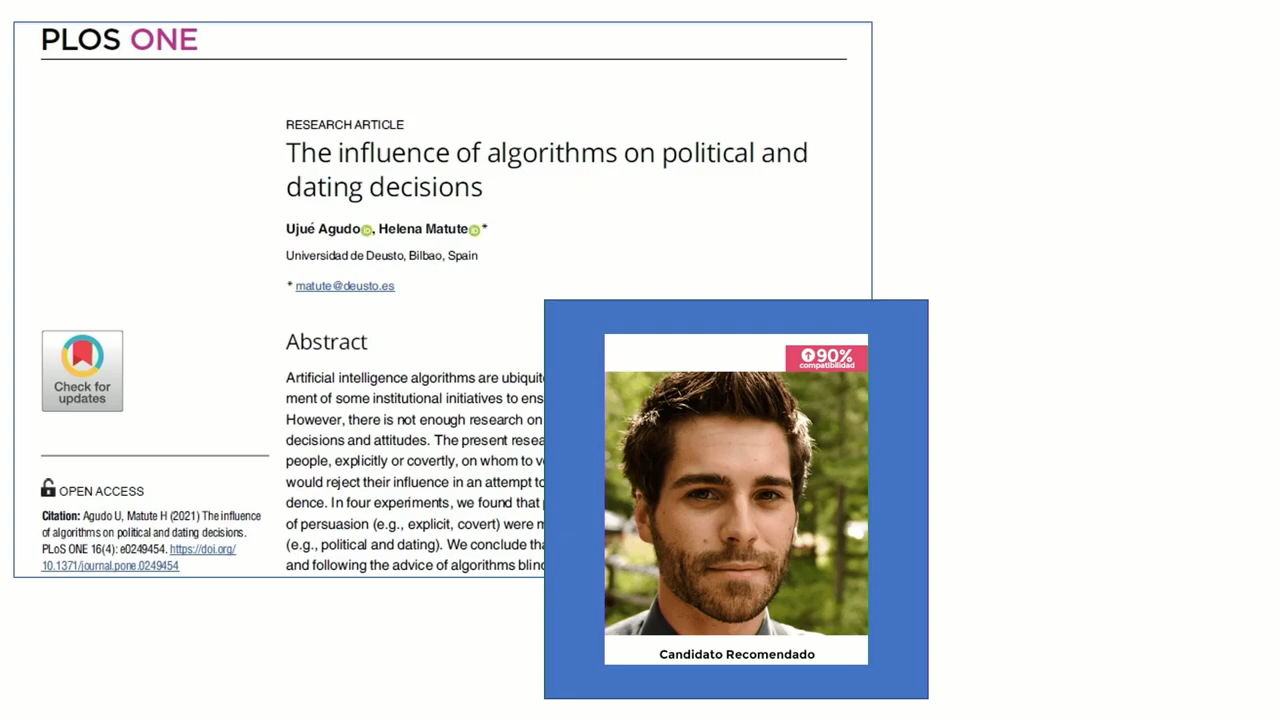 PLOS ONE
RESEARCH ARTICLE
The influence of algorithms on political and
dating decisions
Ujué Agudo, Helena Matute*
Universidad de Deusto, Bilbao, Spain
* matute@deusto.es
Check for
updates
Abstract
Artificial intelligence algorithms are
ment of some institutional initiatives to
However, there is not enough research on
decisions and attitudes. The present
people, explicitly or covertly, on whom to
would reject their influence in an attempt to
dence. In four experiments, we found that
of persuasion (e.g., explicit, covert) were
(e.g., political and dating). We conclude
and following the advice of algorithms
OPEN ACCESS
Citation: Agudo U, Matute H (2021) The influence
of algorithms on political and dating decisions.
PLoS ONE 16(4): e0249454. https://doi.org/
10.1371/journal.pone.0249454
90%
compatibilidad
Candidato Recomendado